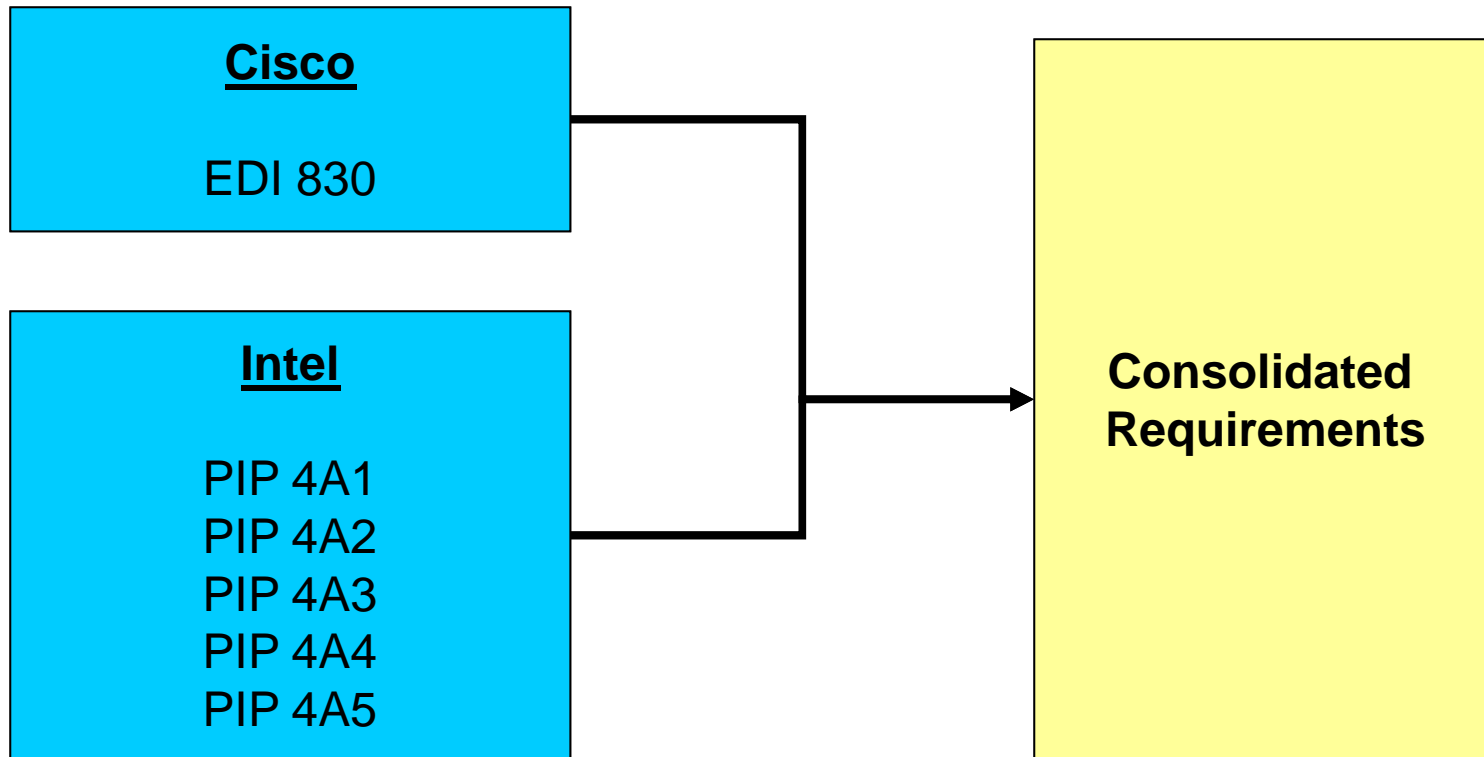 Cisco
EDI 830
Intel
PIP 4A1
PIP 4A2
PIP 4A3
PIP 4A4
PIP 4A5
Consolidated
Requirements